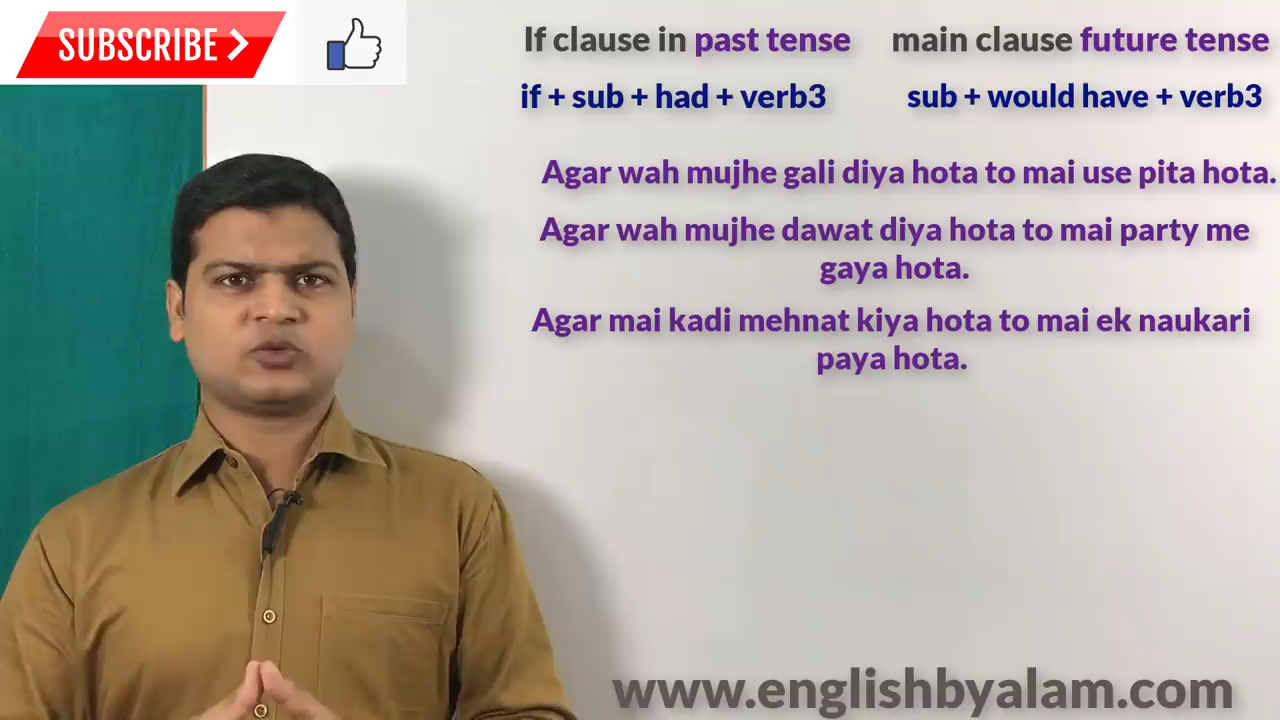 SUBSCRIBE
If clause in past tense main clause future tense
if + sub + had + verb3 sub + would have + verb3
Agar wah mujhe gali diya hota to mai use pita hota.
Agar wah mujhe dawat diya hota to mai party me
gaya hota.
Agar mai kadi mehnat kiya hota to mai ek naukari
paya hota.
www.englishbyalam.com